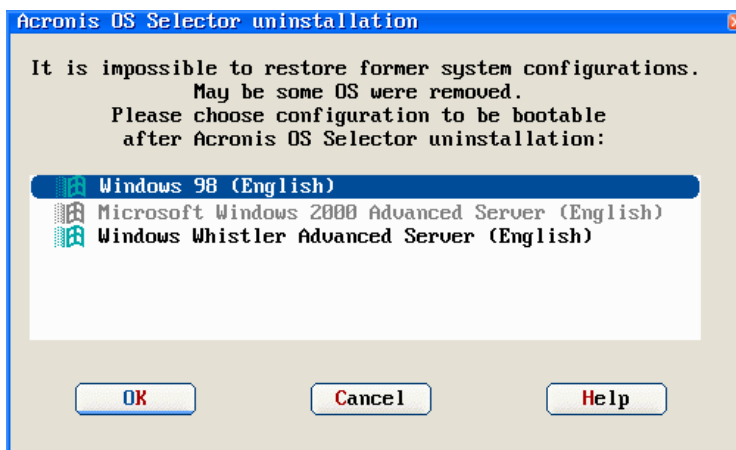 Acronis OS Selector uninstallation
It is impossible to restore former system configurations.
May be some OS were removed.
Please choose configuration to be bootable
after Acronis OS Selector uninstallation:
Windows 98 (English)
Microsoft Windows 2000 Advanced Server (English)
Windows Whistler Advanced Server (English)
OK Cancel Help